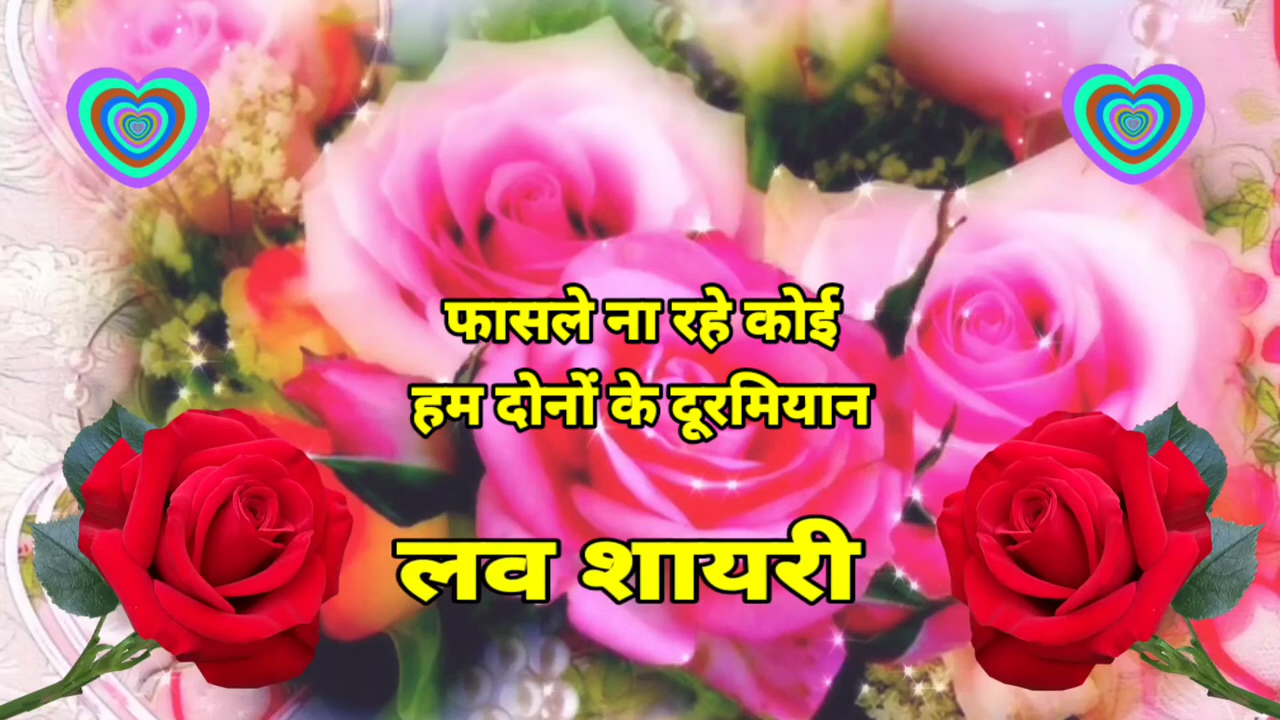 फासले ना रहे कोई
हम दोनों के दूरमियान
लव शायरी